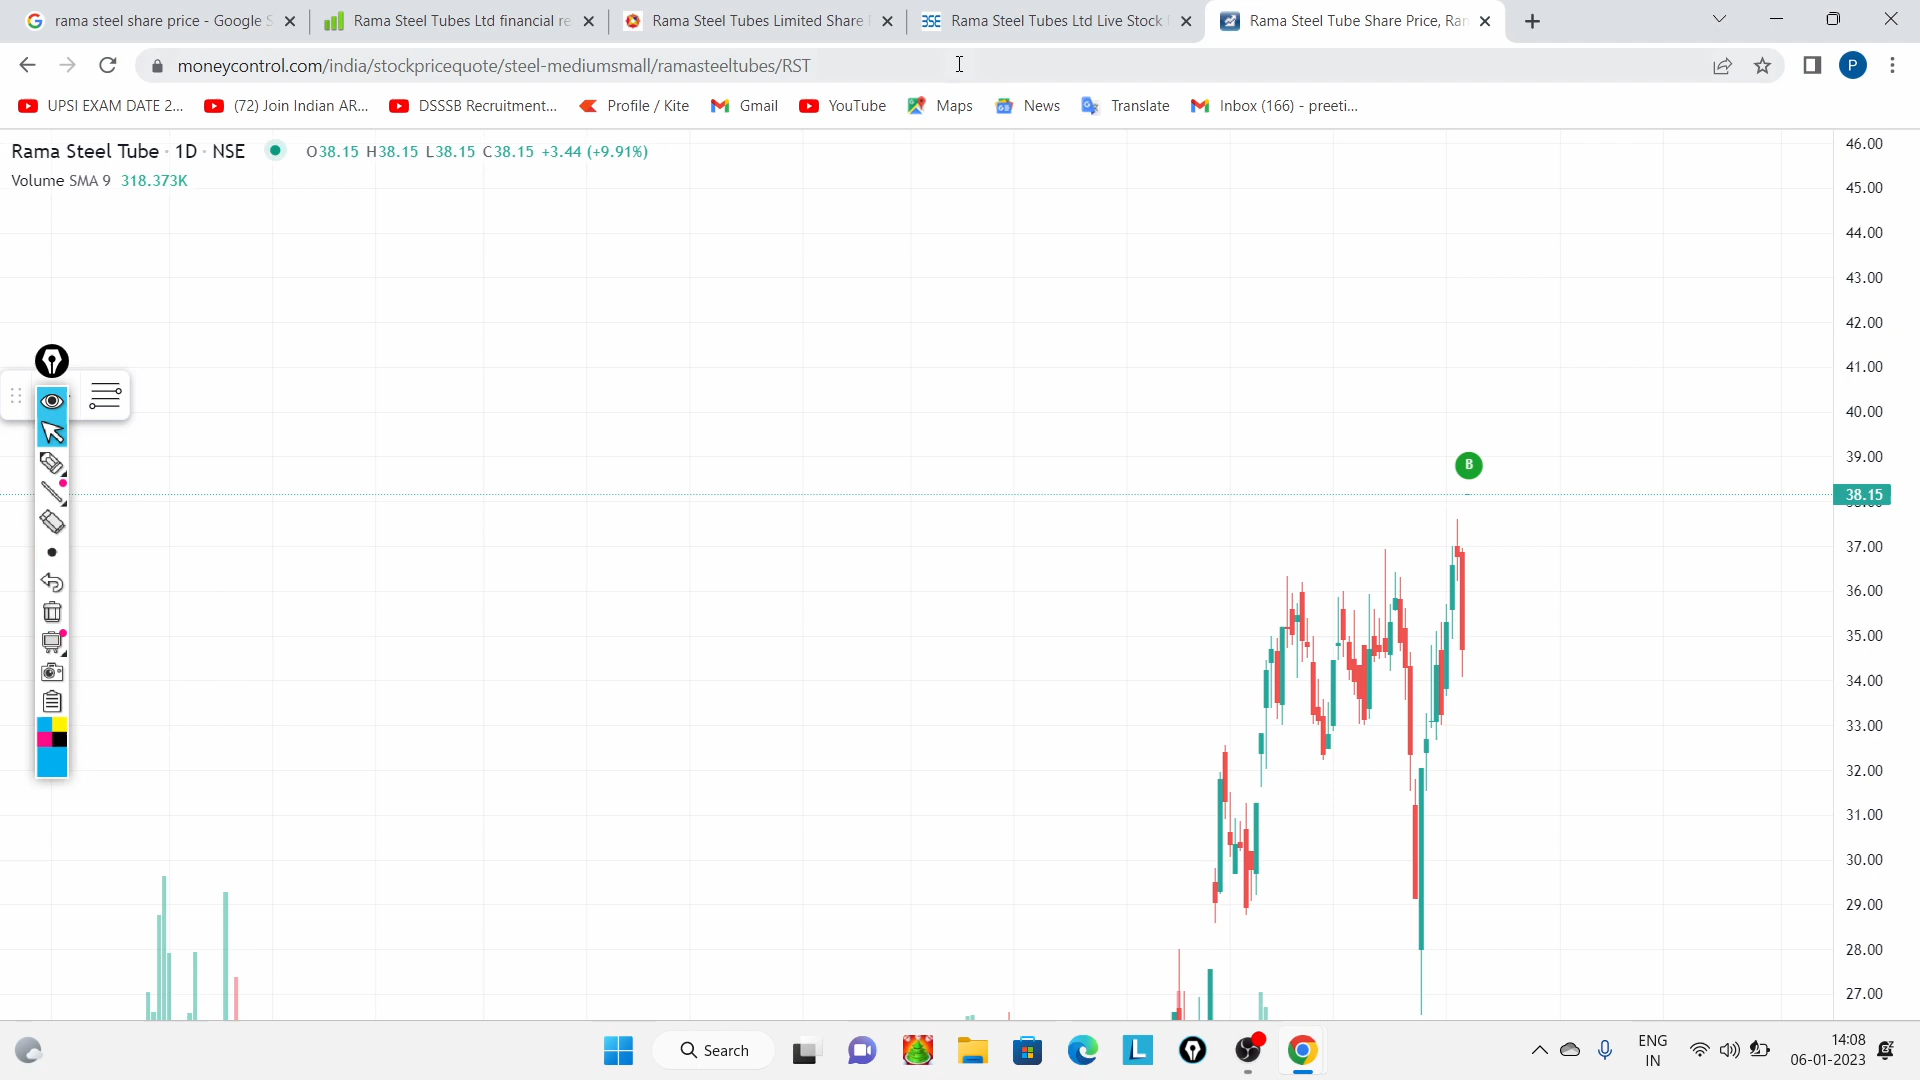 rama steel share price - Google S
Rama Steel Tubes Ltd financial re
Rama Steel Tubes Limited Share
BSE Rama Steel Tubes Ltd Live Stock
Rama Steel Tube Share Price, Ran
moneycontrol.com/india/stockpricequote/steel-mediumsmall/ramasteeltubes/RST
P
UPSI EXAM DATE 2...
(72) Join Indian AR...
DSSSB Recruitment...
Profile / Kite
Gmail
YouTube
Maps
News
Translate
Inbox (166) - preeti...
Rama Steel Tube · 1D · NSE
O38.15 H38.15 L38.15 C38.15 +3.44 (+9.91%)
Volume SMA 9 318.373K
46.00
45.00
44.00
43.00
42.00
41.00
40.00
39.00
B
38.15
37.00
36.00
35.00
34.00
33.00
32.00
31.00
30.00
29.00
28.00
27.00
Search
L
ENG
IN
14:08
06-01-2023